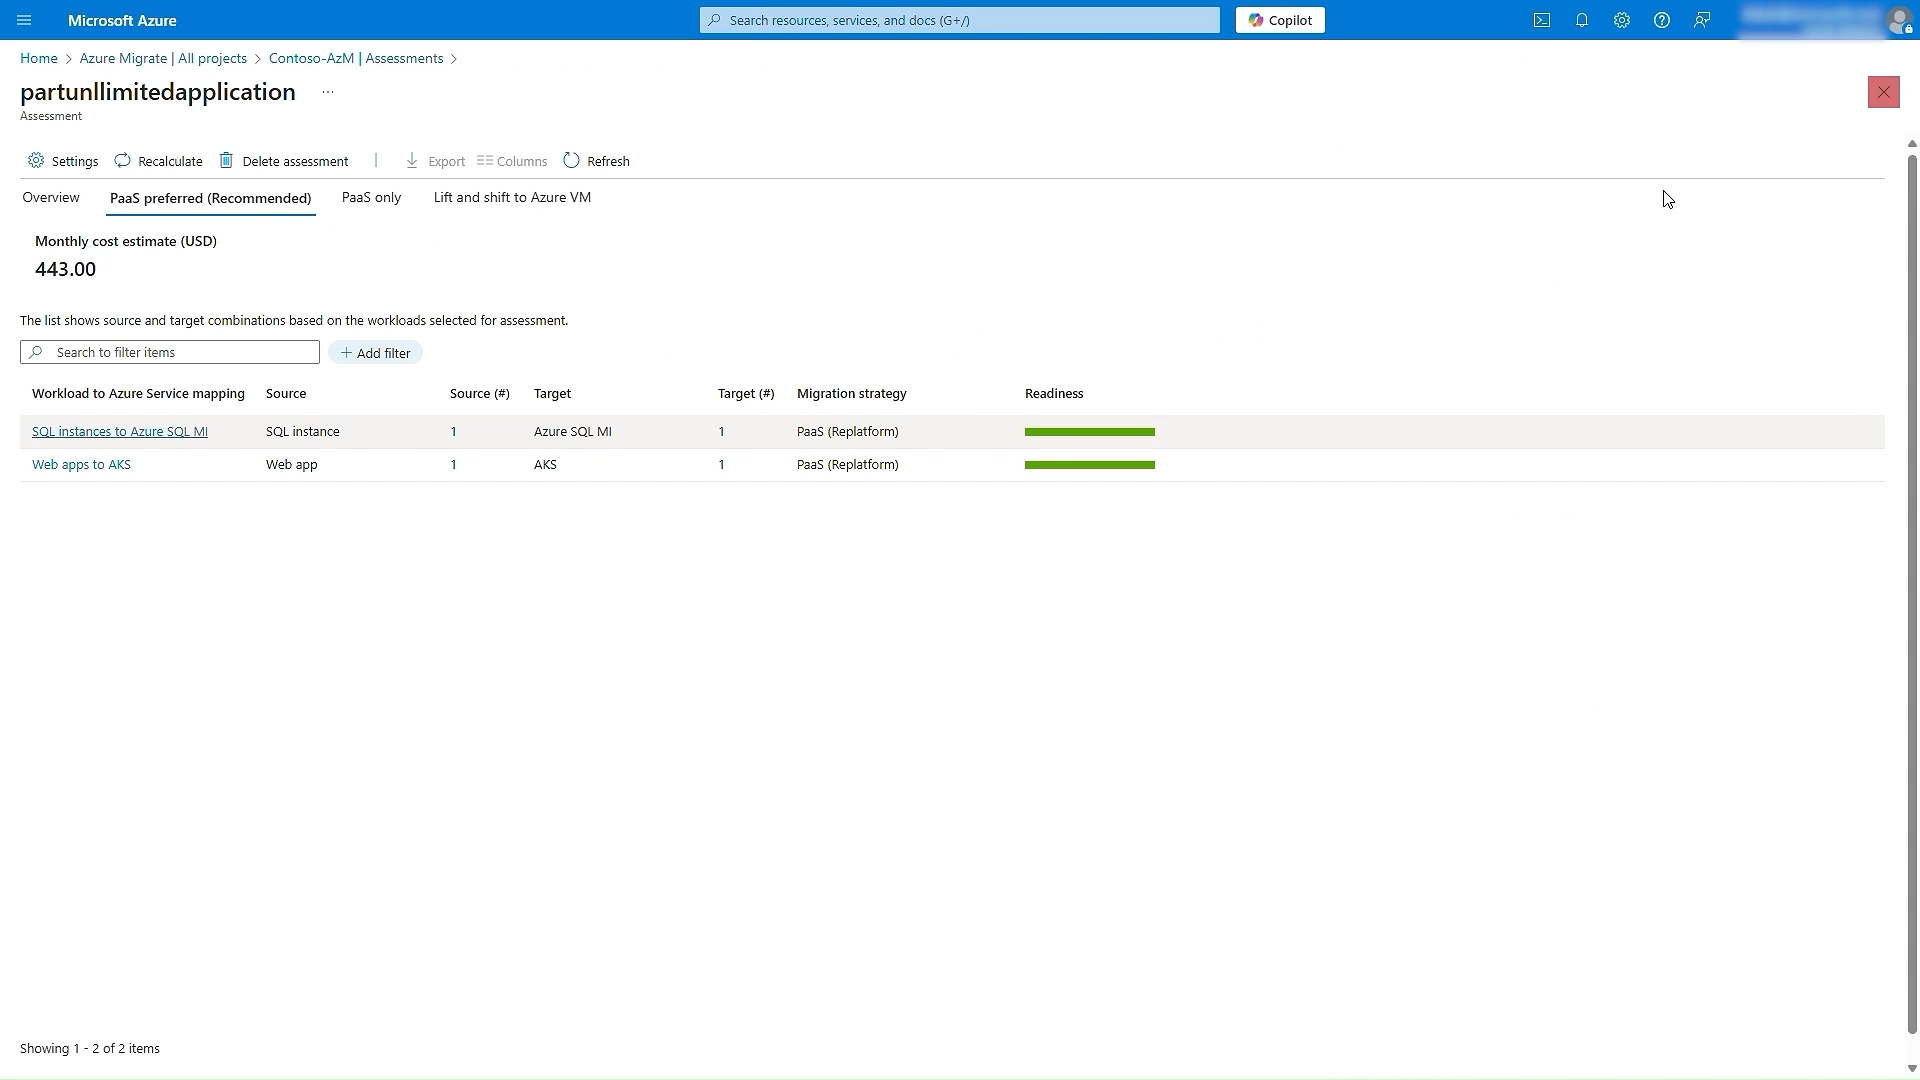 Microsoft Azure
Search resources, services, and docs (G+/)
Copilot
Home > Azure Migrate | All projects > Contoso-AzM | Assessments >
partunllimitedapplication ...
Assessment
Settings Recalculate Delete assessment | Export Columns Refresh
Overview PaaS preferred (Recommended) PaaS only Lift and shift to Azure VM
Monthly cost estimate (USD)
443.00
The list shows source and target combinations based on the workloads selected for assessment.
Search to filter items + Add filter
Workload to Azure Service mapping Source Source (#) Target Target (#) Migration strategy Readiness
SQL instances to Azure SQL MI SQL instance 1 Azure SQL MI 1 PaaS (Replatform)
Web apps to AKS Web app 1 AKS 1 PaaS (Replatform)
Showing 1 - 2 of 2 items